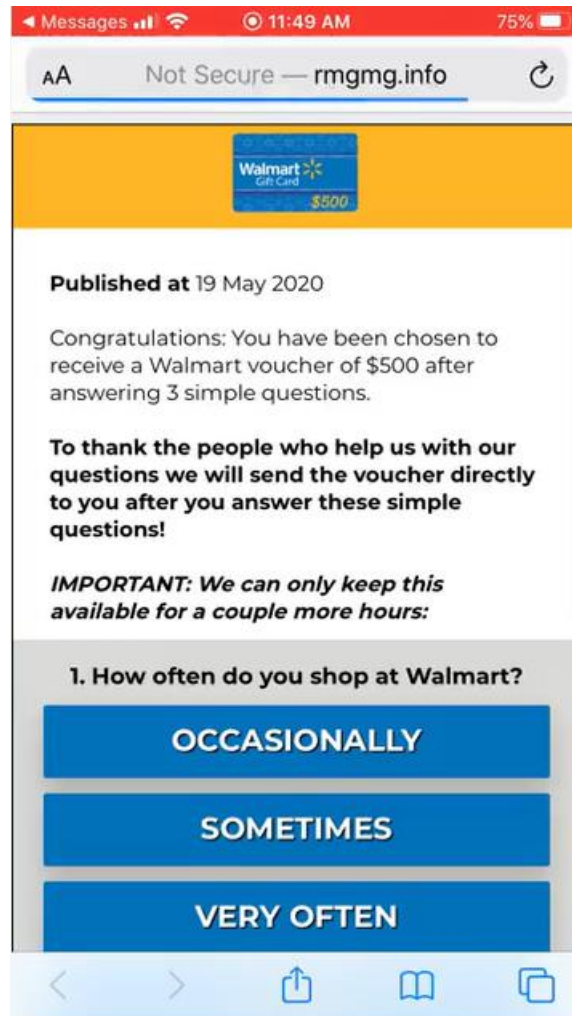 Messages 11:49 AM 75%
AA Not Secure — rmgmg.info
Walmart
Gift Card
$500
Published at 19 May 2020
Congratulations: You have been chosen to
receive a Walmart voucher of $500 after
answering 3 simple questions.
To thank the people who help us with our
questions we will send the voucher directly
to you after you answer these simple
questions!
IMPORTANT: We can only keep this
available for a couple more hours:
1. How often do you shop at Walmart?
OCCASIONALLY
SOMETIMES
VERY OFTEN